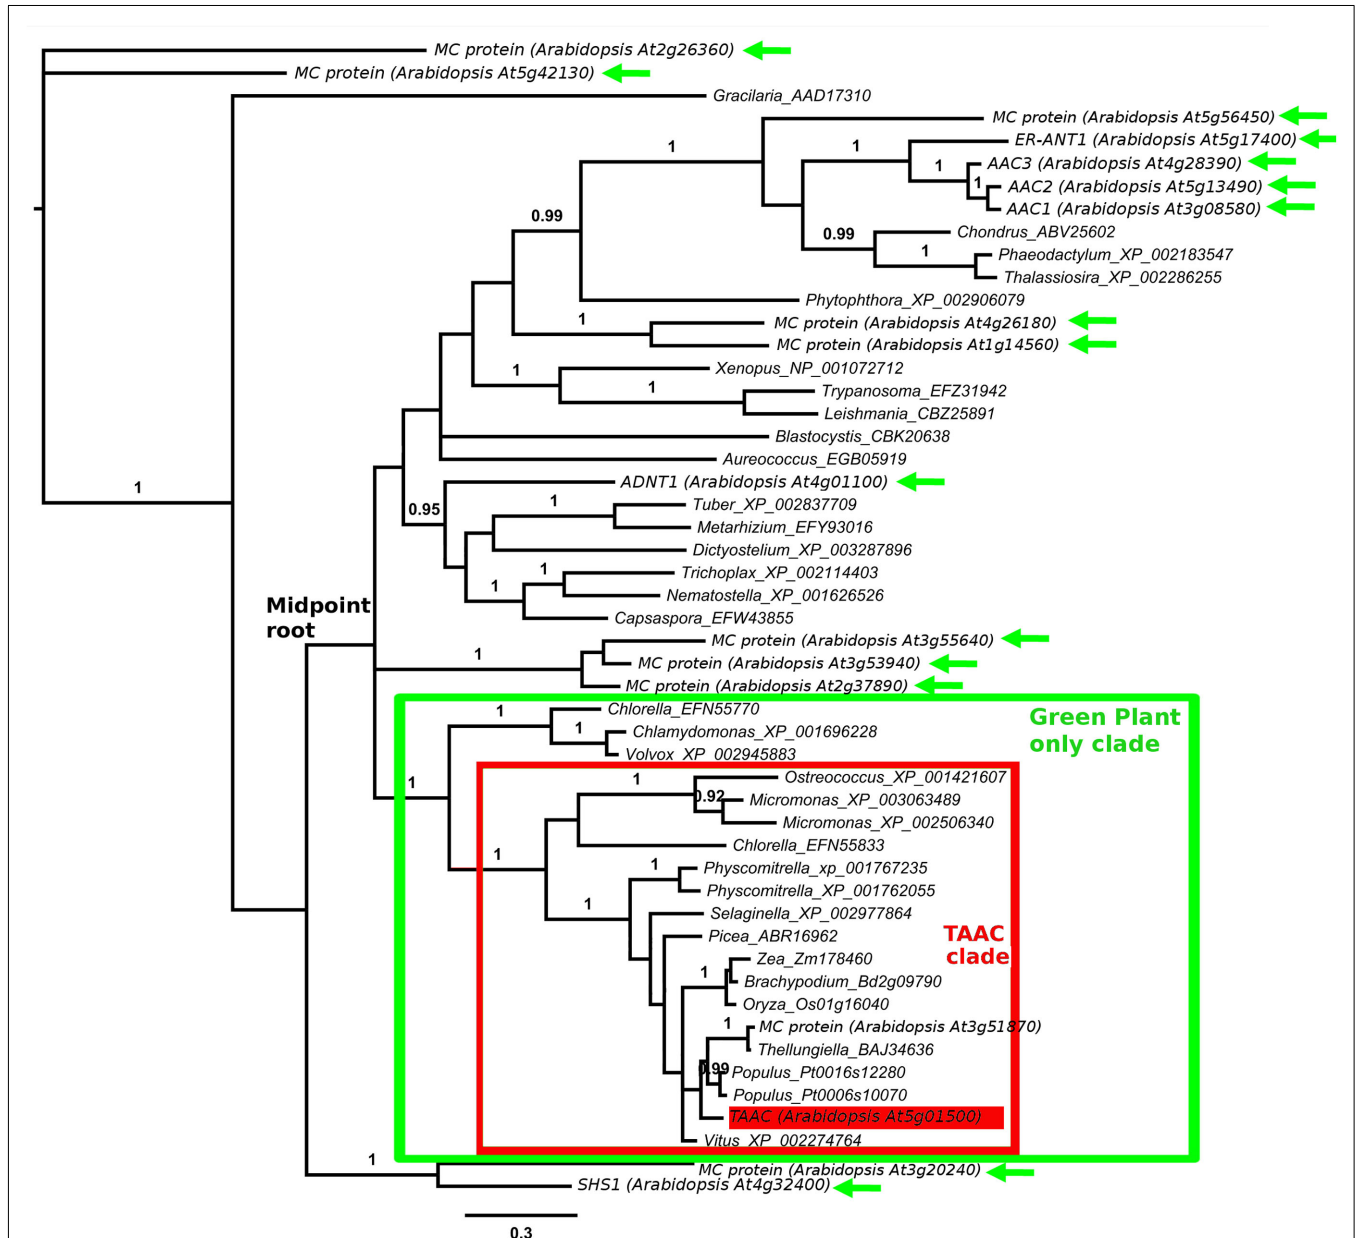 MC protein (Arabidopsis At2g26360)
MC protein (Arabidopsis At5g42130)
Gracilaria_AAD17310
MC protein (Arabidopsis At5g56450)
1
1
ER-ANT1 (Arabidopsis At5g17400)
1
AAC3 (Arabidopsis At4g28390)
1
AAC2 (Arabidopsis At5g13490)
AAC1 (Arabidopsis At3g08580)
0.99
0.99
Chondrus_ABV25602
1
Phaeodactylum_XP_002183547
Thalassiosira_XP_002286255
Phytophthora_XP_002906079
1
MC protein (Arabidopsis At4g26180)
MC protein (Arabidopsis At1g14560)
1
Xenopus_NP_001072712
1
Trypanosoma_EFZ31942
Leishmania_CBZ25891
Blastocystis_CBK20638
Aureococcus_EGB05919
1
ADNT1 (Arabidopsis At4g01100)
0.95
1
Tuber_XP_002837709
Metarhizium_EFY93016
Dictyostelium_XP_003287896
1
Trichoplax_XP_002114403
1
Nematostella_XP_001626526
Capsaspora_EFW43855
Midpoint
root
1
MC protein (Arabidopsis At3g55640)
MC protein (Arabidopsis At3g53940)
MC protein (Arabidopsis At2g37890)
1
Chlorella_EFN55770
Green Plant
only clade
1
Chlamydomonas_XP_001696228
Volvox_XP_002945883
1
1
Ostreococcus_XP_001421607
0.92
Micromonas_XP_003063489
Micromonas_XP_002506340
1
Chlorella_EFN55833
1
Physcomitrella_xp_001767235
Physcomitrella_XP_001762055
1
Selaginella_XP_002977864
TAAC
clade
Picea_ABR16962
Zea_Zm178460
1
Brachypodium_Bd2g09790
Oryza_Os01g16040
1
MC protein (Arabidopsis At3g51870)
Thellungiella_BAJ34636
0.99
Populus_Pt0016s12280
Populus_Pt0006s10070
TAAC (Arabidopsis At5g01500)
Vitus_XP_002274764
1
MC protein (Arabidopsis At3g20240)
SHS1 (Arabidopsis At4g32400)
0.3